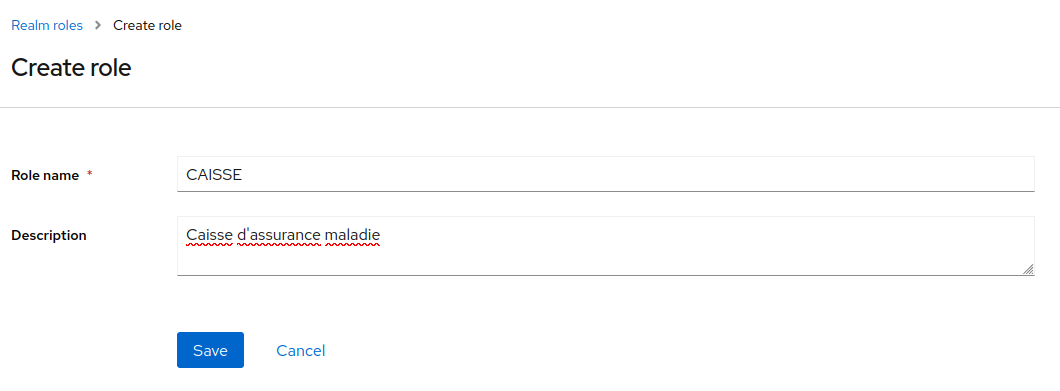 Realm roles > Create role
Create role
Role name *
CAISSE
Description
Caisse d'assurance maladie
Save Cancel